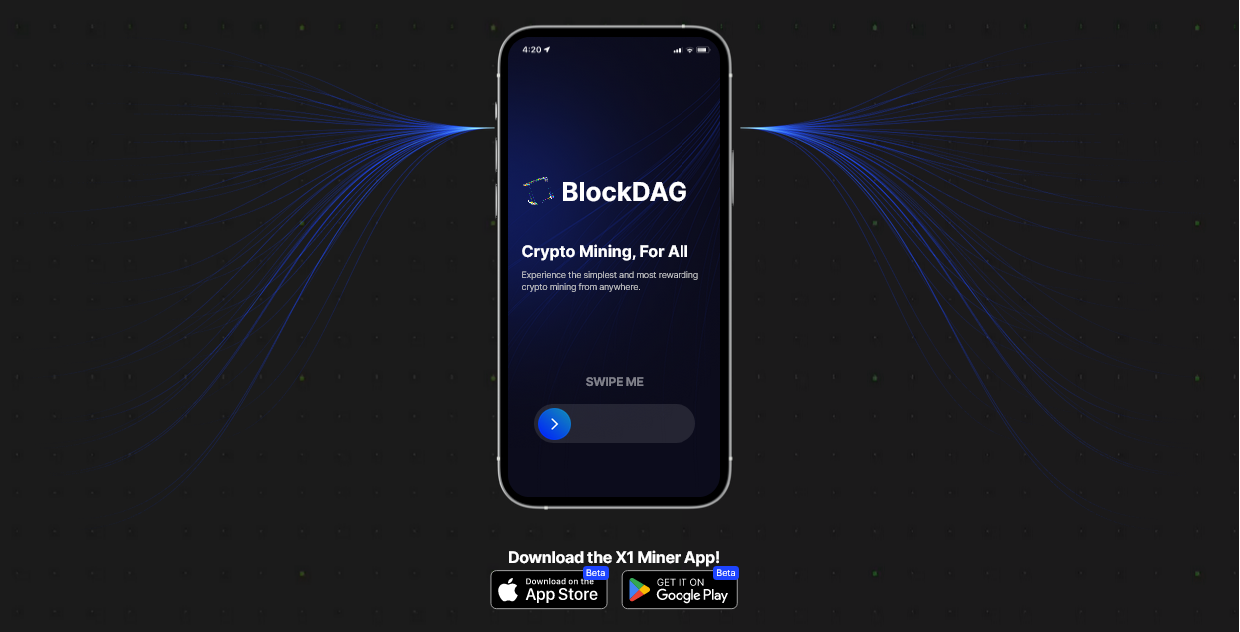 4:20
BlockDAG
Crypto Mining, For All
Experience the simplest and most rewarding
crypto mining from anywhere.
SWIPE ME
Download the X1 Miner App!
Beta
Download on the
App Store
Beta
GET IT ON
Google Play